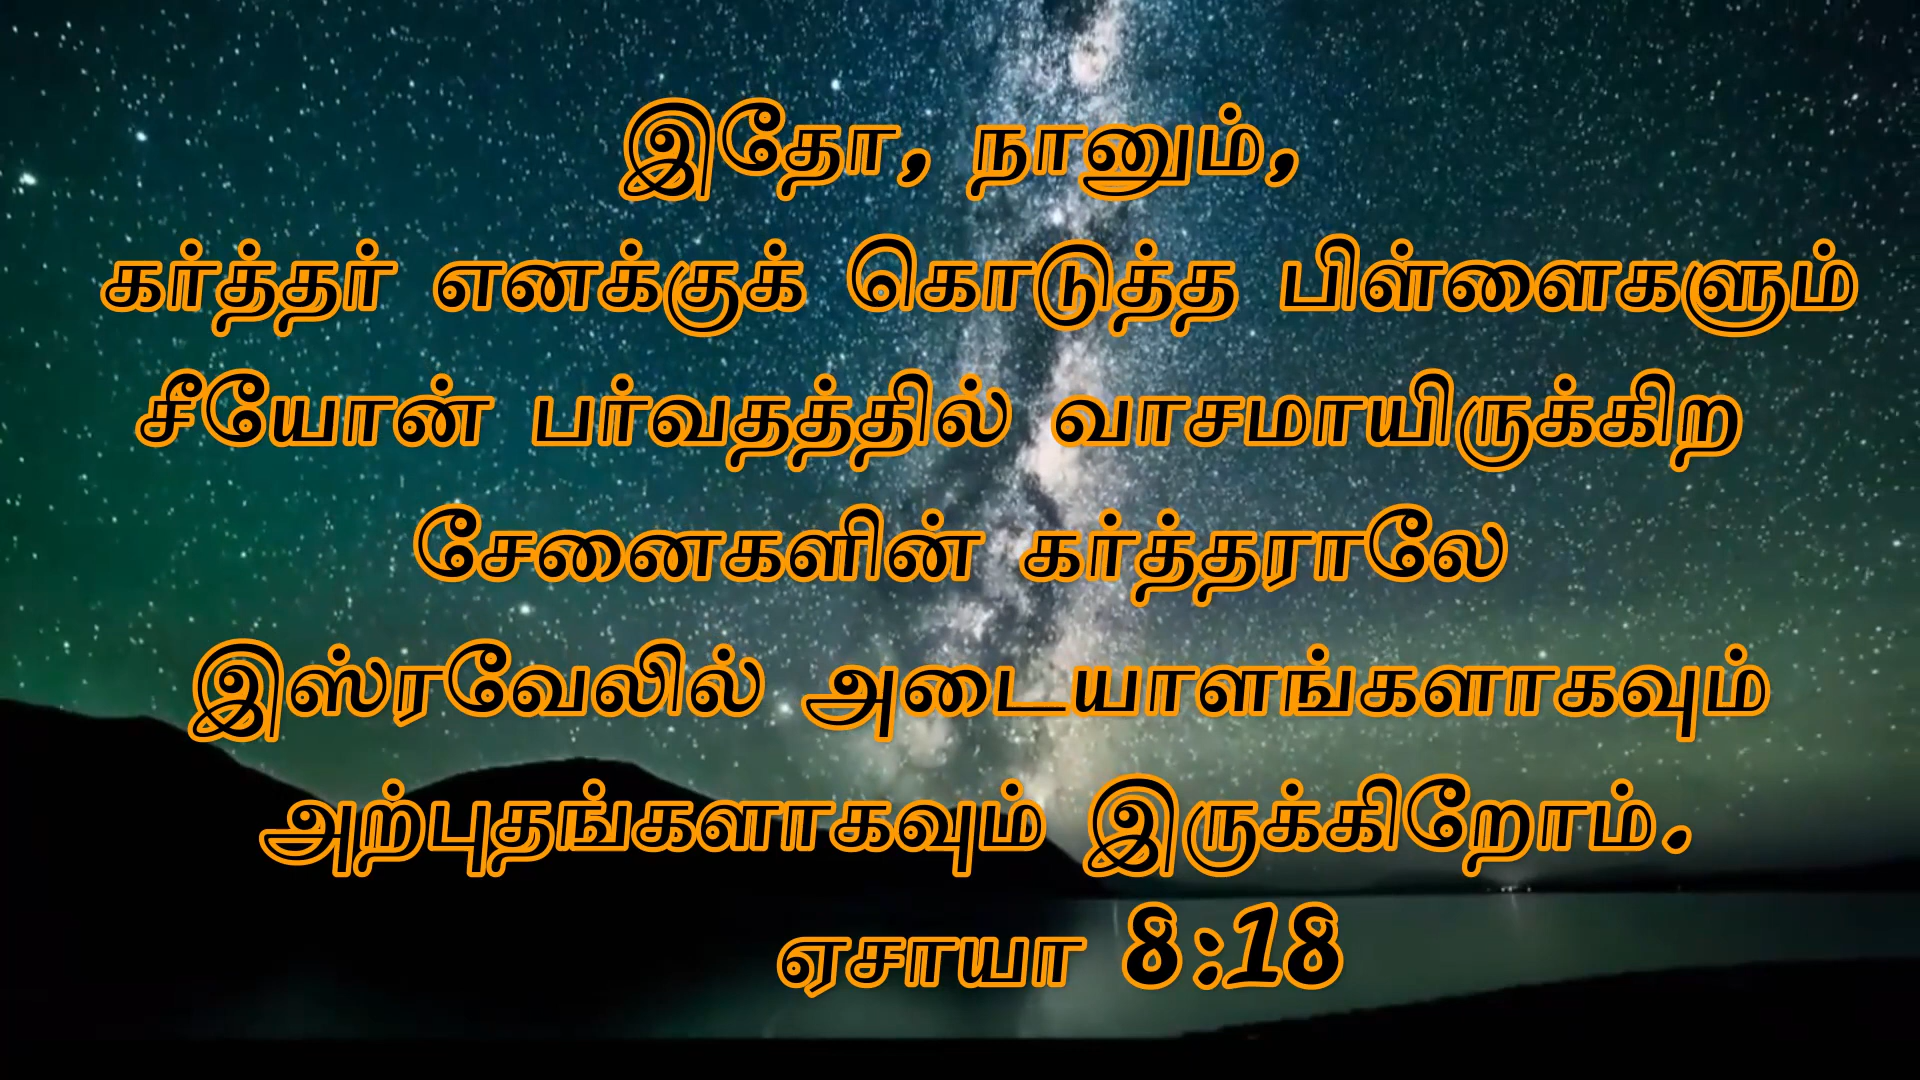 இதோ, நானும்,
கர்த்தர் எனக்குக் கொடுத்த பிள்ளைகளும்
சீயோன் பர்வதத்தில் வாசமாயிருக்கிற
சேனைகளின் கர்த்தராலே
இஸ்ரவேலில் அடையாளங்களாகவும்
அற்புதங்களாகவும் இருக்கிறோம்.
ஏசாயா 8:18